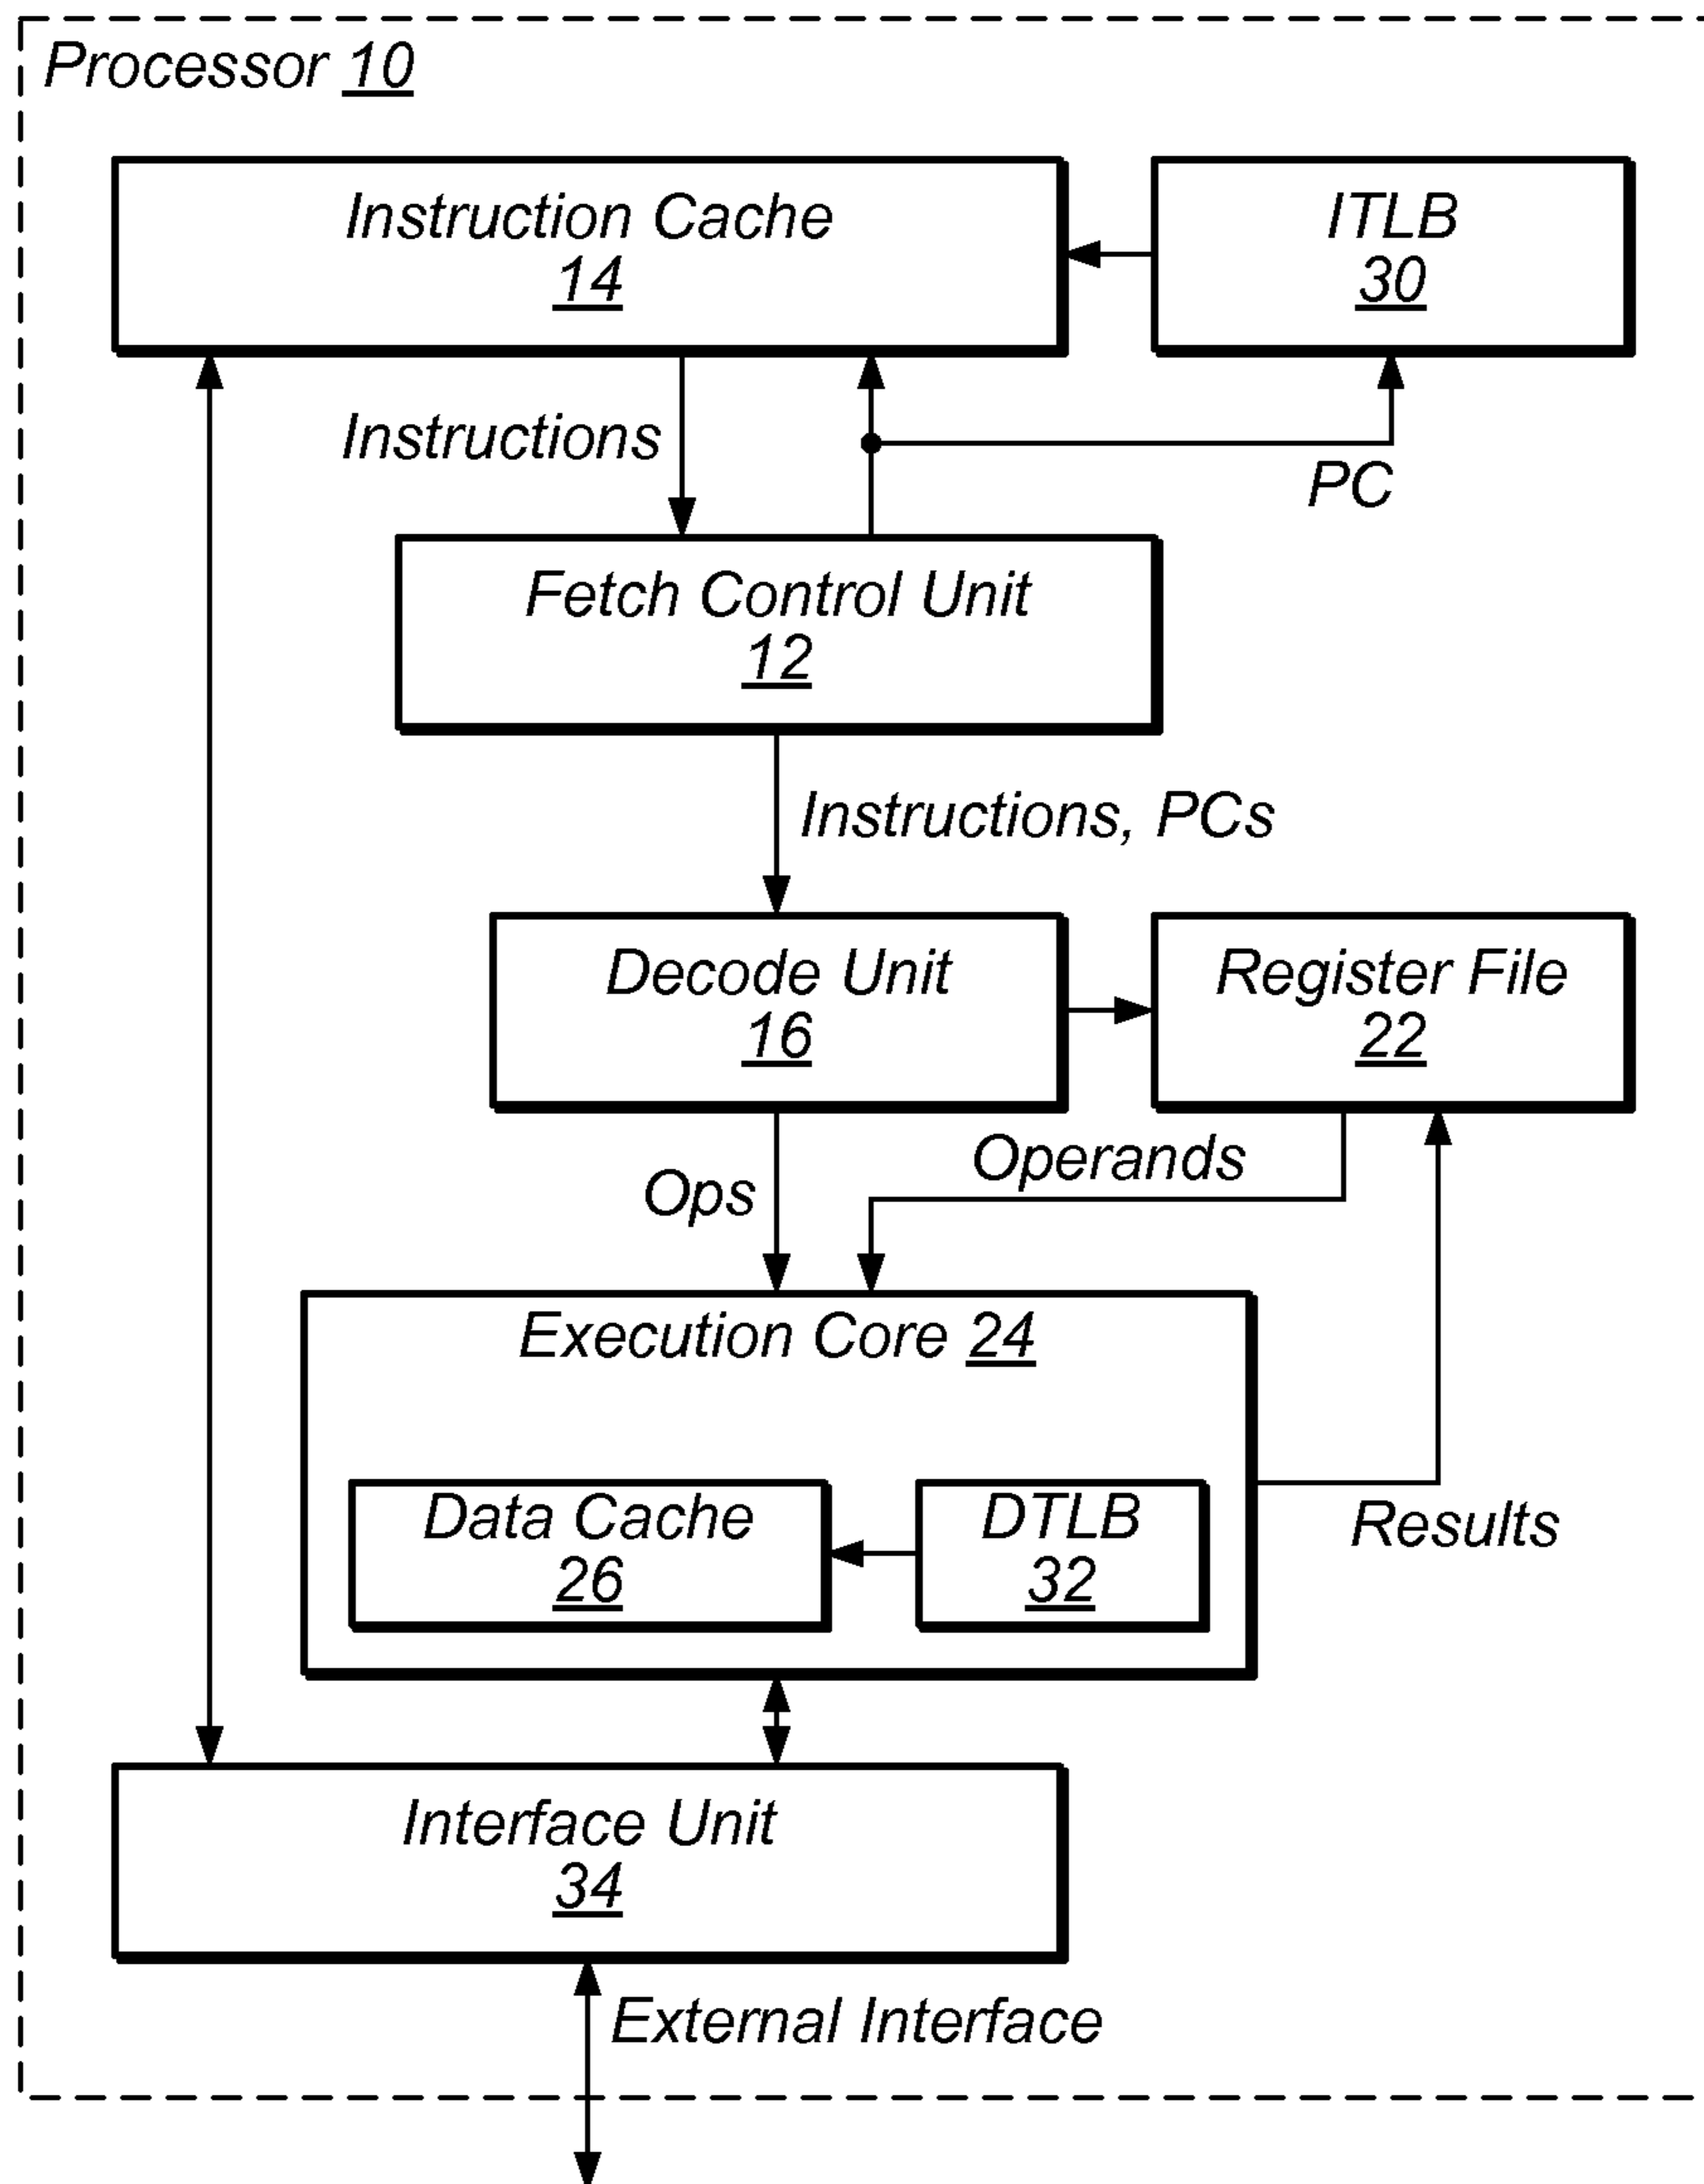 Processor 10
Instruction Cache
14
ITLB
30
Instructions
PC
Fetch Control Unit
12
Instructions, PCs
Decode Unit
16
Register File
22
Ops
Operands
Execution Core 24
Data Cache
26
DTLB
32
Results
Interface Unit
34
External Interface